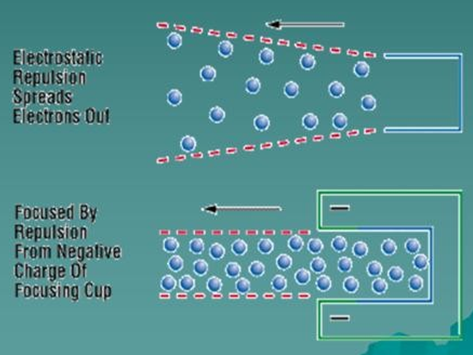 Electrostatic
Repulsion
Spreads
Electrons Out
Focused By
Repulsion
From Negative
Charge Of
Focusing Cup